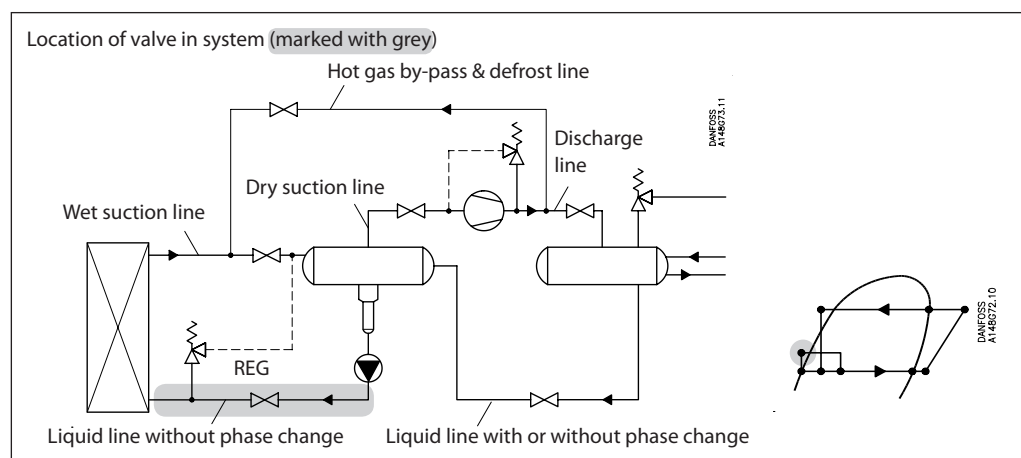 Location of valve in system (marked with grey)
Hot gas by-pass & defrost line
Discharge
line
Dry suction line
Wet suction line
REG
Liquid line without phase change
Liquid line with or without phase change
DANFOSS
A148G73.11
DANFOSS
A148G72.10